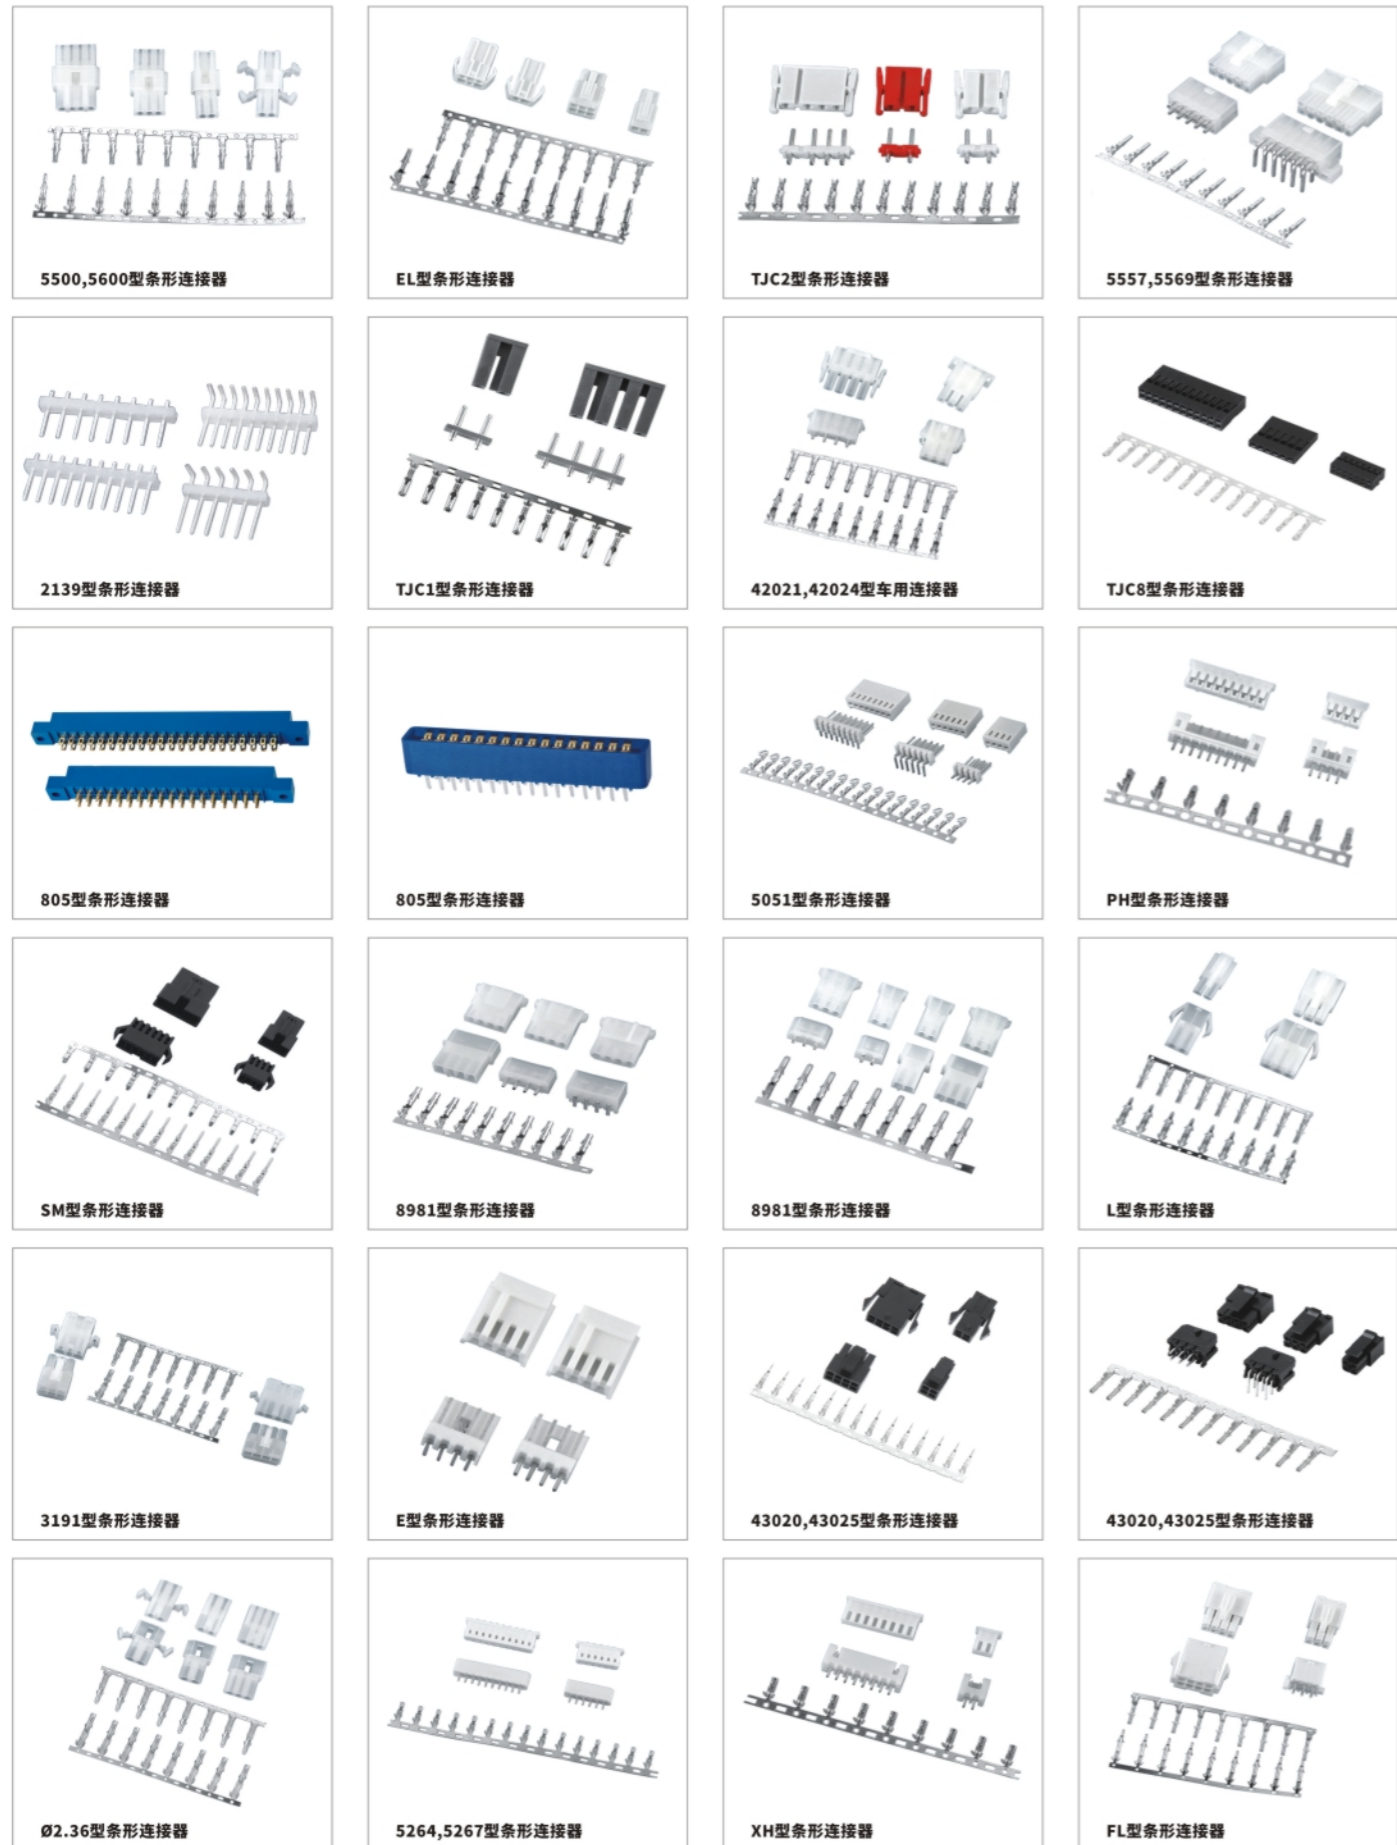 5500,5600型条形连接器
EL型条形连接器
TJC2型条形连接器
5557,5569型条形连接器
2139型条形连接器
TJC1型条形连接器
42021,42024型车用连接器
TJC8型条形连接器
805型条形连接器
805型条形连接器
5051型条形连接器
PH型条形连接器
SM型条形连接器
8981型条形连接器
8981型条形连接器
L型条形连接器
3191型条形连接器
E型条形连接器
43020,43025型条形连接器
43020,43025型条形连接器
Ø2.36型条形连接器
5264,5267型条形连接器
XH型条形连接器
FL型条形连接器